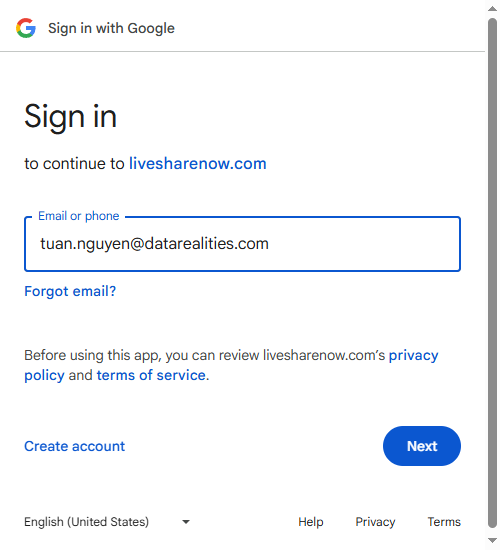 Sign in with Google
Sign in
to continue to livesharenow.com
Email or phone
tuan.nguyen@datarealities.com
Forgot email?
Before using this app, you can review livesharenow.com’s privacy
policy and terms of service.
Create account
Next
English (United States)
Help
Privacy
Terms